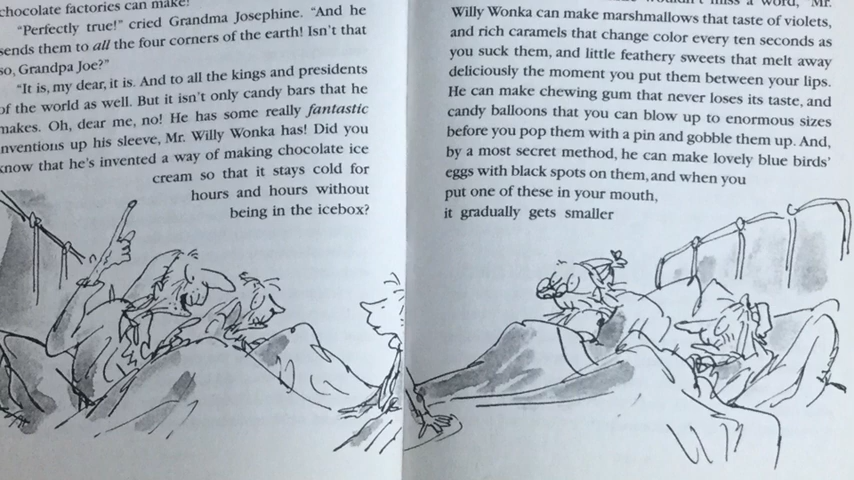 chocolate factories can make!
"Perfectly true!" cried Grandma Josephine. "And he
sends them to all the four corners of the earth! Isn't that
so, Grandpa Joe?"
"It is, my dear, it is. And to all the kings and presidents
of the world as well. But it isn't only candy bars that he
makes. Oh, dear me, no! He has some really fantastic
inventions up his sleeve, Mr. Willy Wonka has! Did you
know that he's invented a way of making chocolate ice
cream so that it stays cold for
hours and hours without
being in the icebox?
miss a word, "Mr.
Willy Wonka can make marshmallows that taste of violets,
and rich caramels that change color every ten seconds as
you suck them, and little feathery sweets that melt away
deliciously the moment you put them between your lips.
He can make chewing gum that never loses its taste, and
candy balloons that you can blow up to enormous sizes
before you pop them with a pin and gobble them up. And,
by a most secret method, he can make lovely blue birds'
eggs with black spots on them, and when you
put one of these in your mouth,
it gradually gets smaller